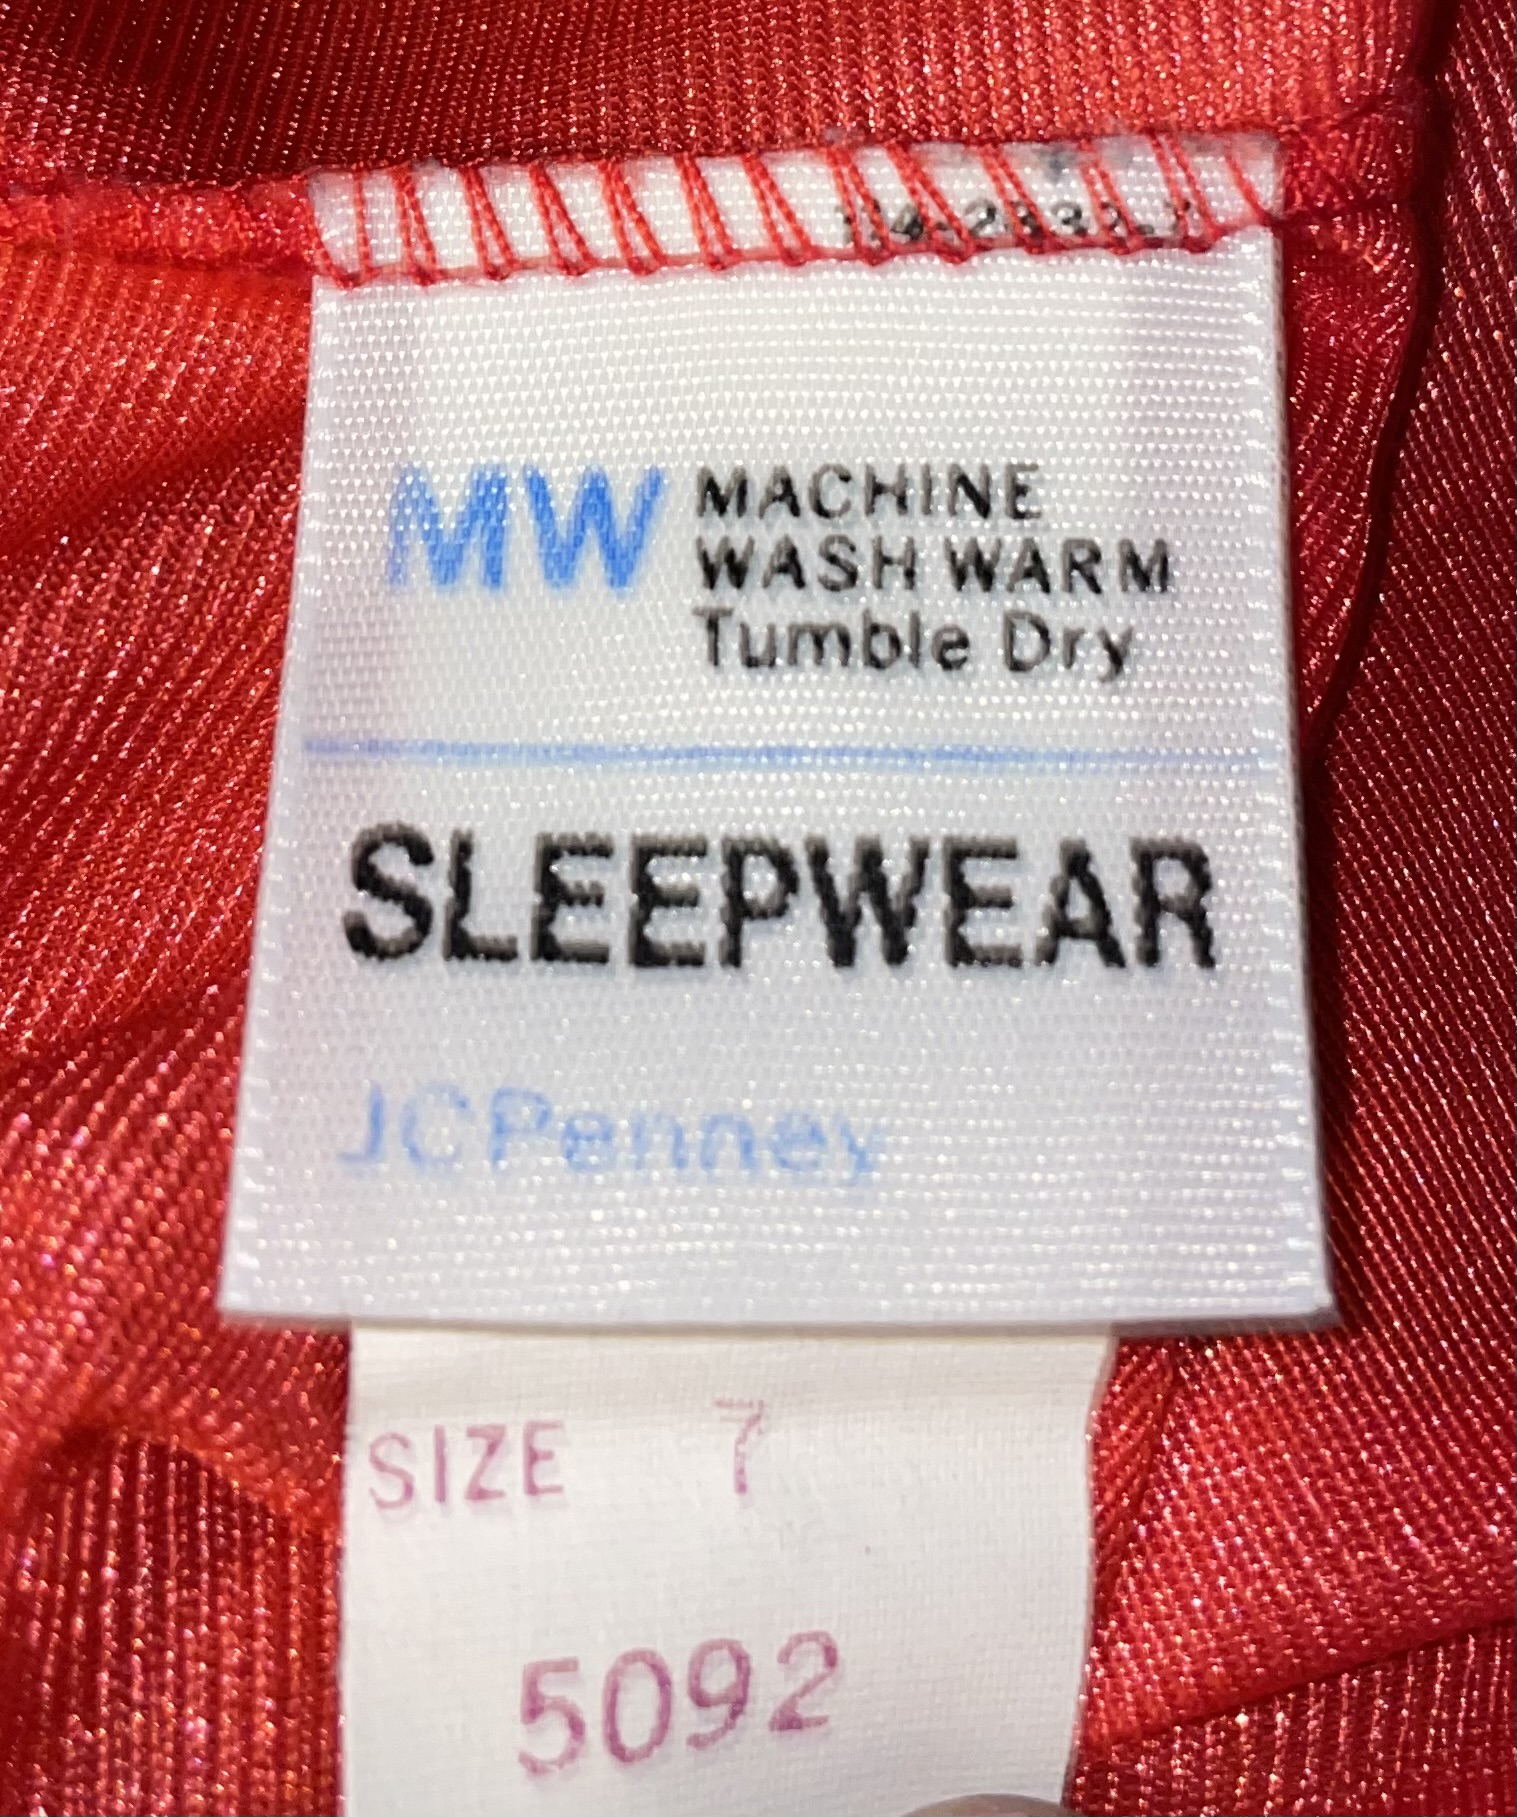 MW MACHINE
WASH WARM
Tumble Dry
SLEEPWEAR
JCPenney
SIZE 7
5092